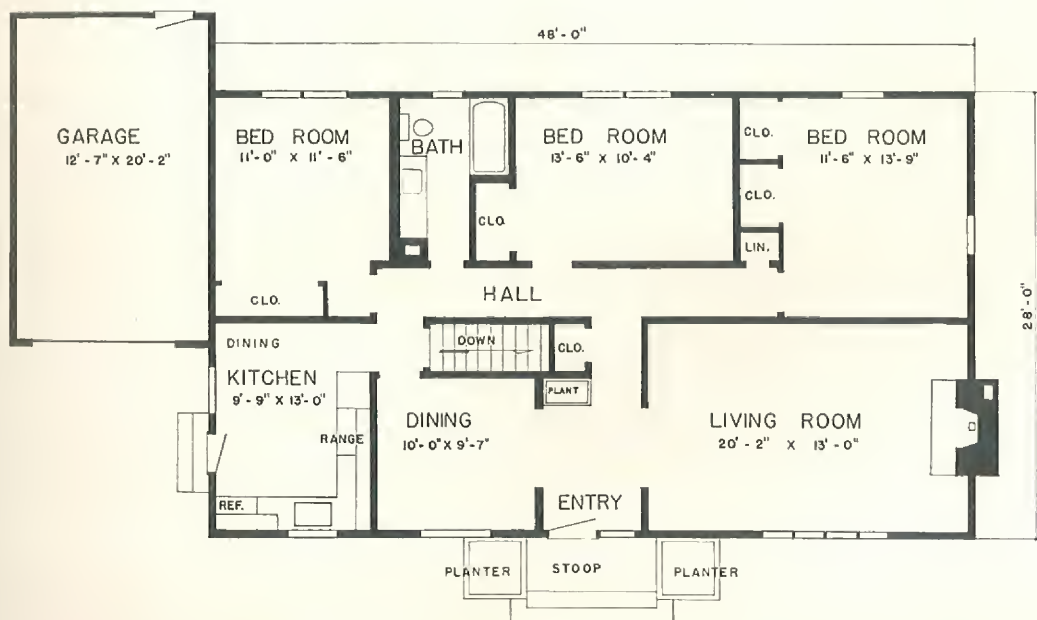 48'-0"
GARAGE
12'-7" X 20'-2"
BED ROOM
11'-0" X 11'-6"
BATH
BED ROOM
13'-6" X 10'-4"
CLO.
BED ROOM
11'-6" X 13'-9"
CLO.
CLO.
LIN.
CLO.
HALL
28'-0"
DINING
DOWN
CLO.
KITCHEN
9'-9" X 13'-0"
PLANT
RANGE
DINING
10'-0" X 9'-7"
LIVING ROOM
20'-2" X 13'-0"
REF.
ENTRY
PLANTER
STOOP
PLANTER